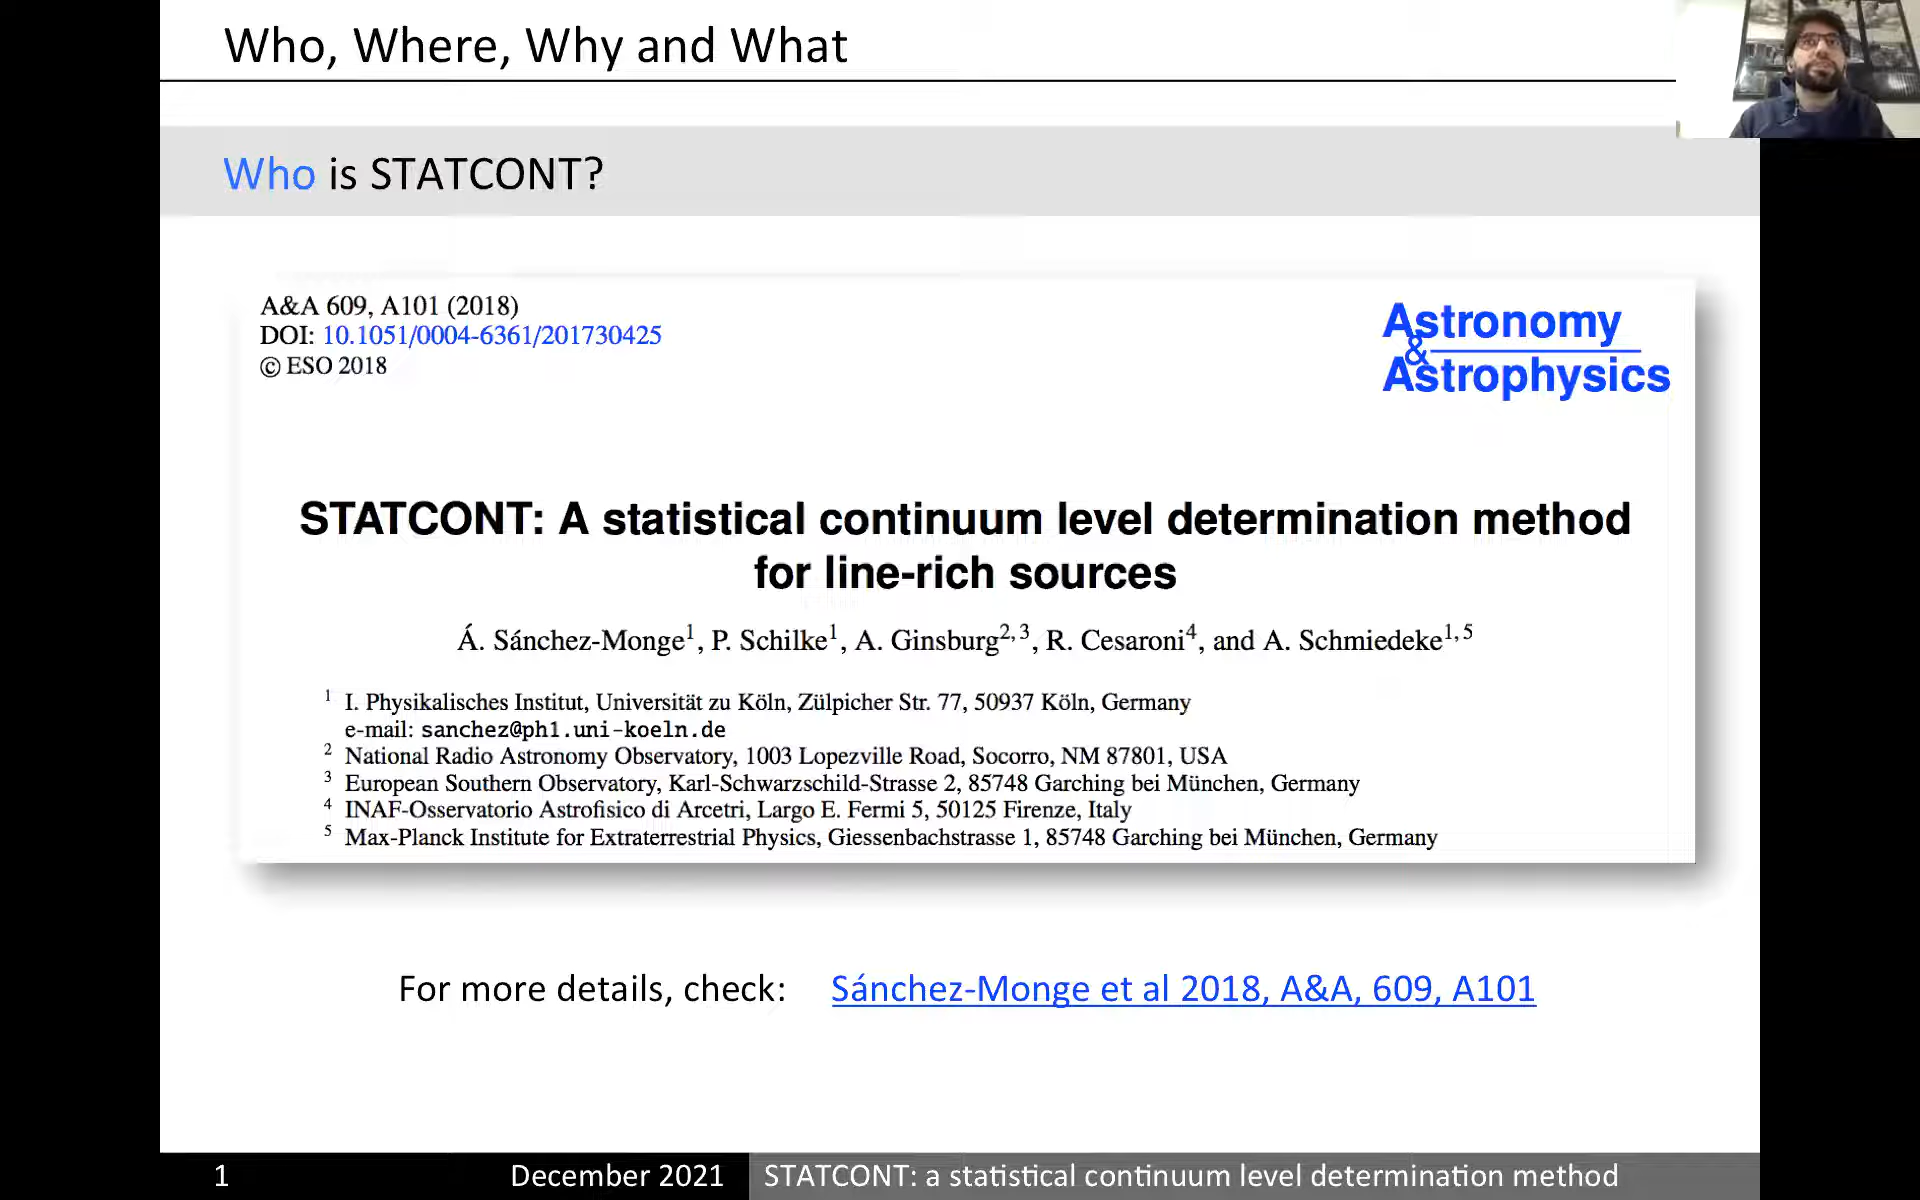 Who, Where, Why and What
Who is STATCONT?
A&A 609, A101 (2018)
DOI: 10.1051/0004-6361/201730425
© ESO 2018
Astronomy
&
Astrophysics
STATCONT: A statistical continuum level determination method
for line-rich sources
Á. Sánchez-Monge1, P. Schilke1, A. Ginsburg2,3, R. Cesaroni4, and A. Schmiedeke1,5
1 I. Physikalisches Institut, Universität zu Köln, Zülpicher Str. 77, 50937 Köln, Germany
e-mail: sanchez@ph1.uni-koeln.de
2 National Radio Astronomy Observatory, 1003 Lopezville Road, Socorro, NM 87801, USA
3 European Southern Observatory, Karl-Schwarzschild-Strasse 2, 85748 Garching bei München, Germany
4 INAF-Osservatorio Astrofisico di Arcetri, Largo E. Fermi 5, 50125 Firenze, Italy
5 Max-Planck Institute for Extraterrestrial Physics, Giessenbachstrasse 1, 85748 Garching bei München, Germany
For more details, check: Sánchez-Monge et al 2018, A&A, 609, A101
1 December 2021 STATCONT: a statistical continuum level determination method